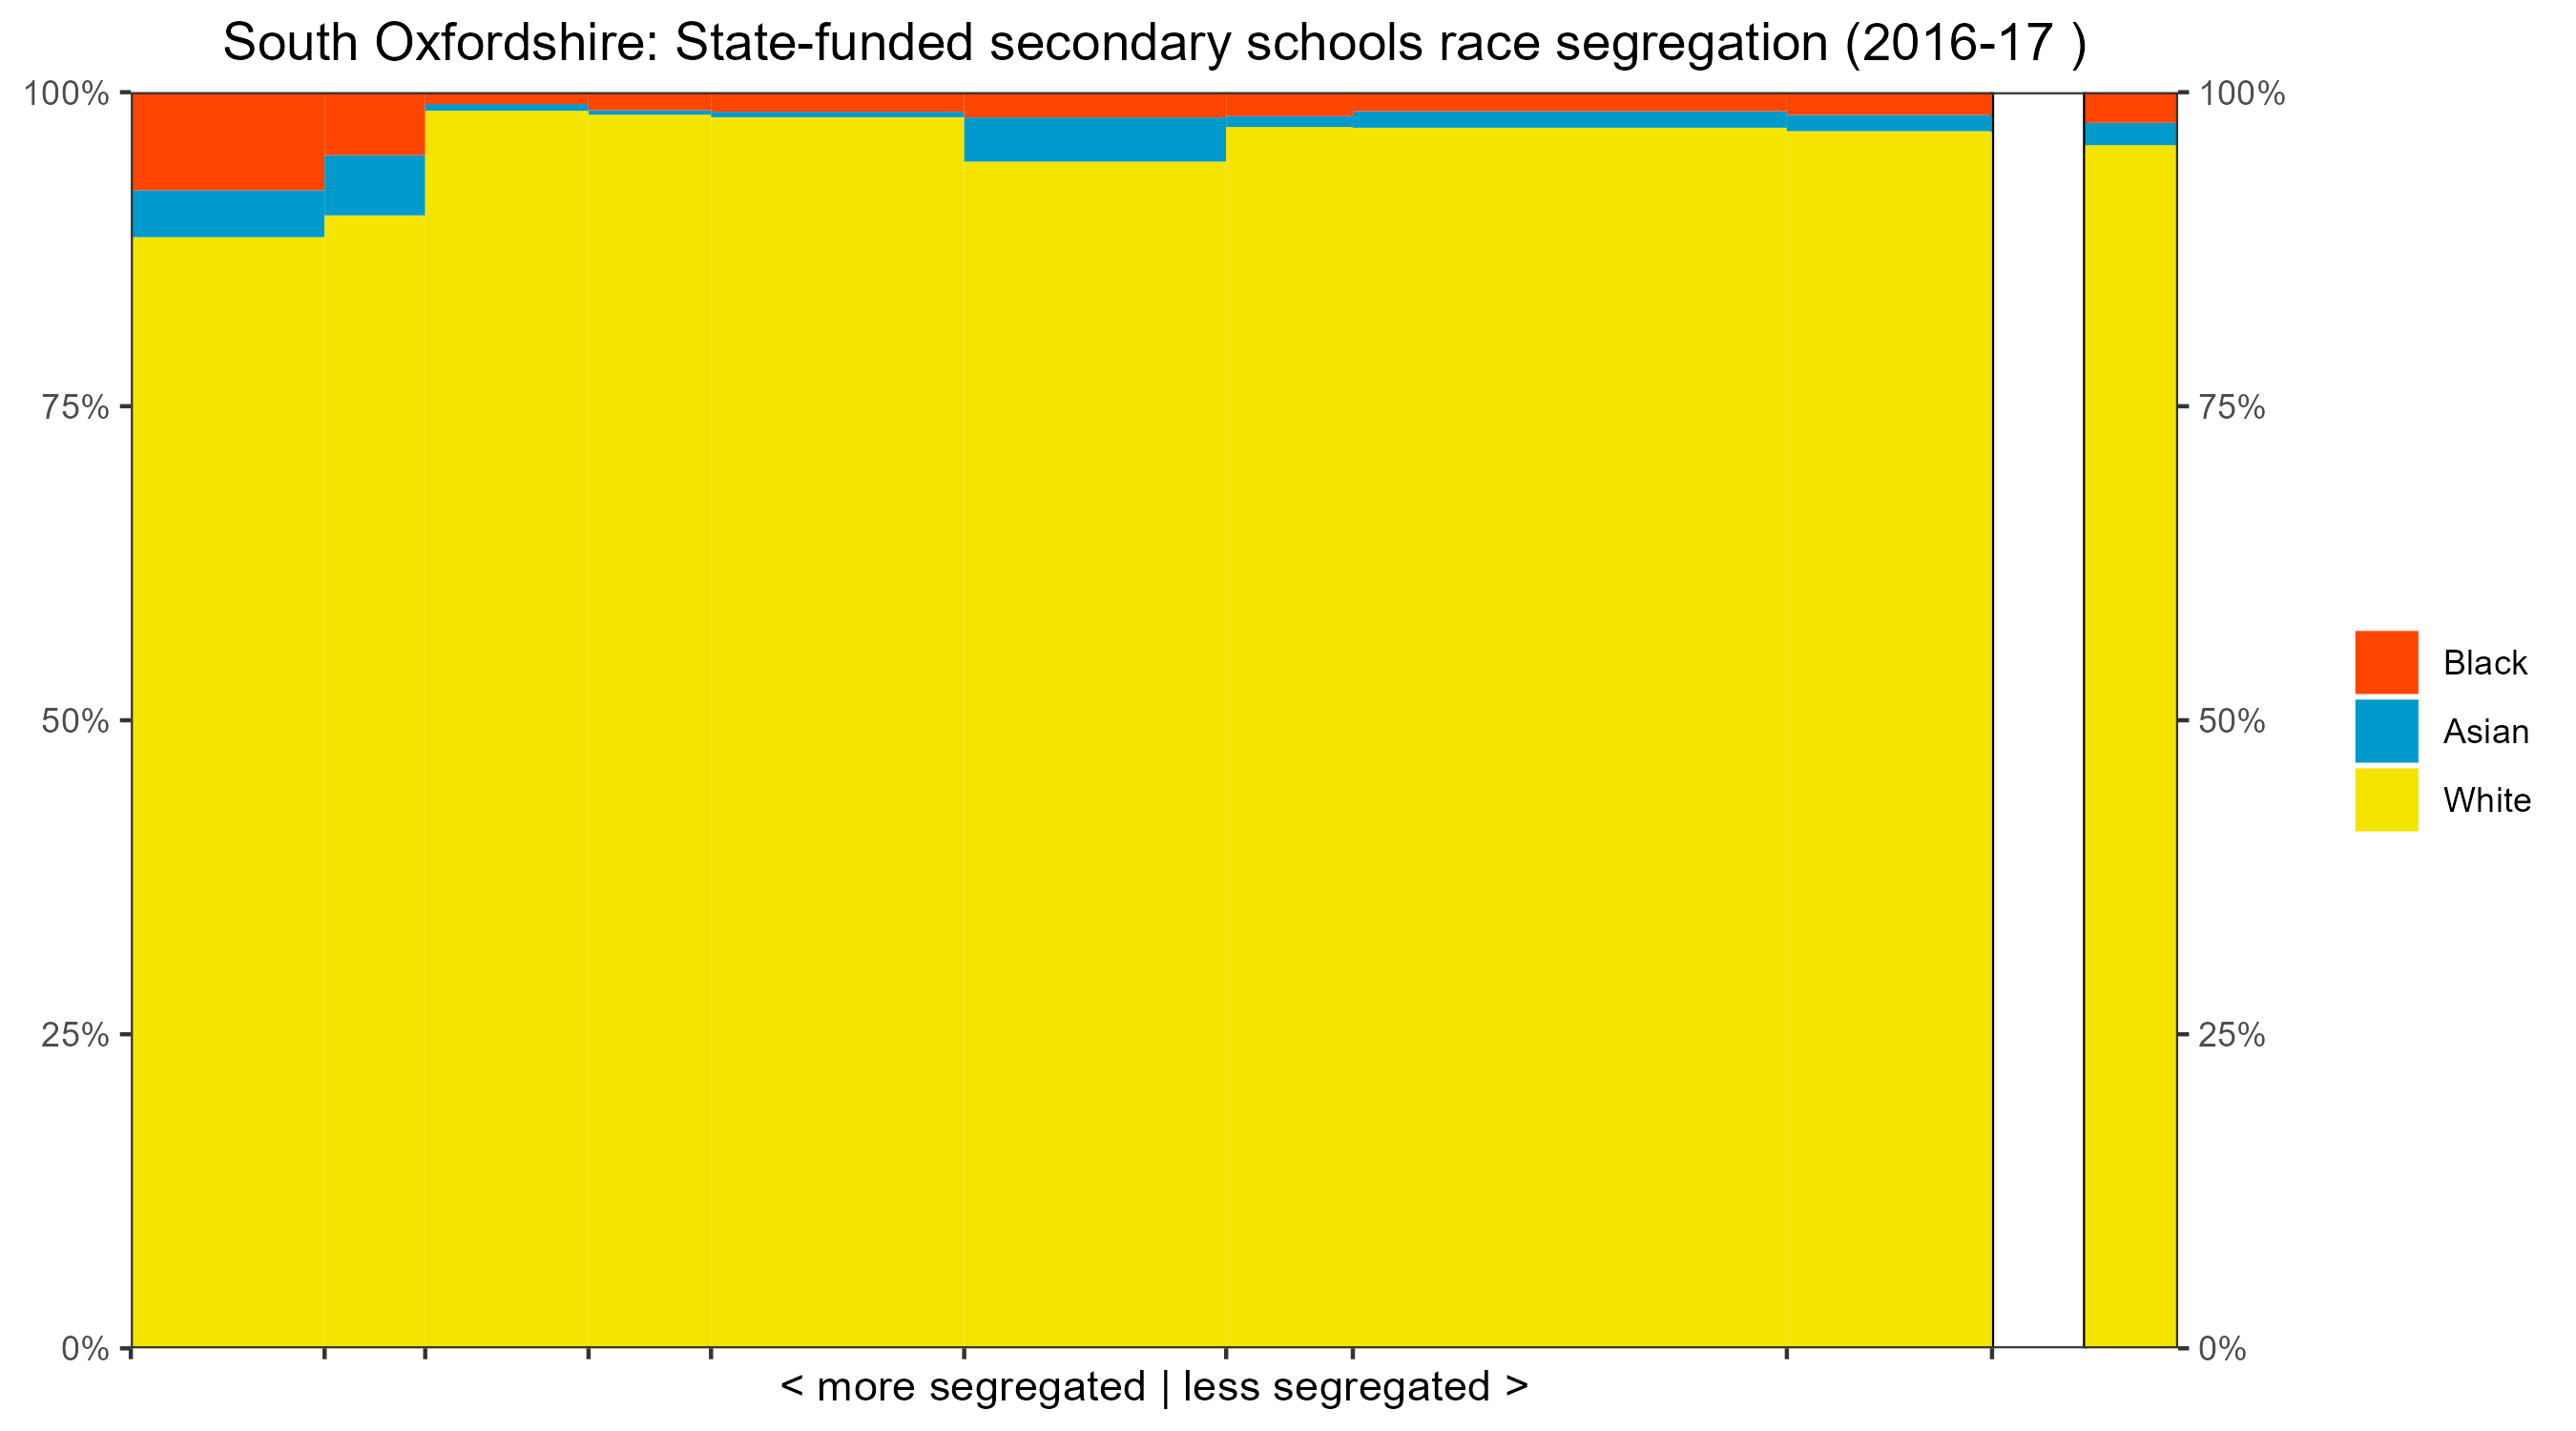 South Oxfordshire: State-funded secondary schools race segregation (2016-17 )
100%
75%
50%
25%
0%
100%
75%
50%
25%
0%
Black
Asian
White
< more segregated | less segregated >